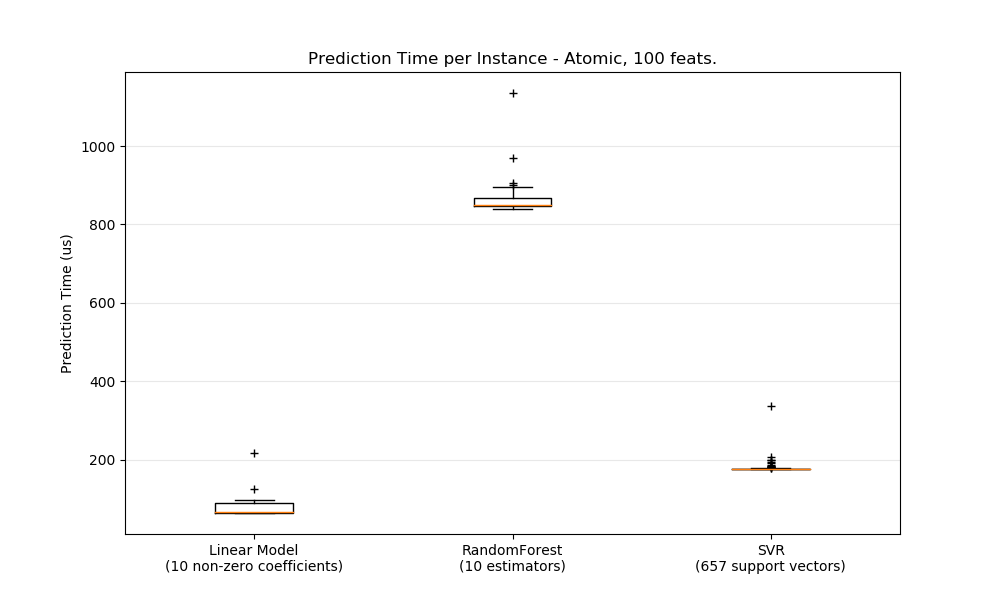 Prediction Time per Instance - Atomic, 100 feats.
Prediction Time (us)
1000
800
600
400
200
Linear Model
(10 non-zero coefficients)
RandomForest
(10 estimators)
SVR
(657 support vectors)